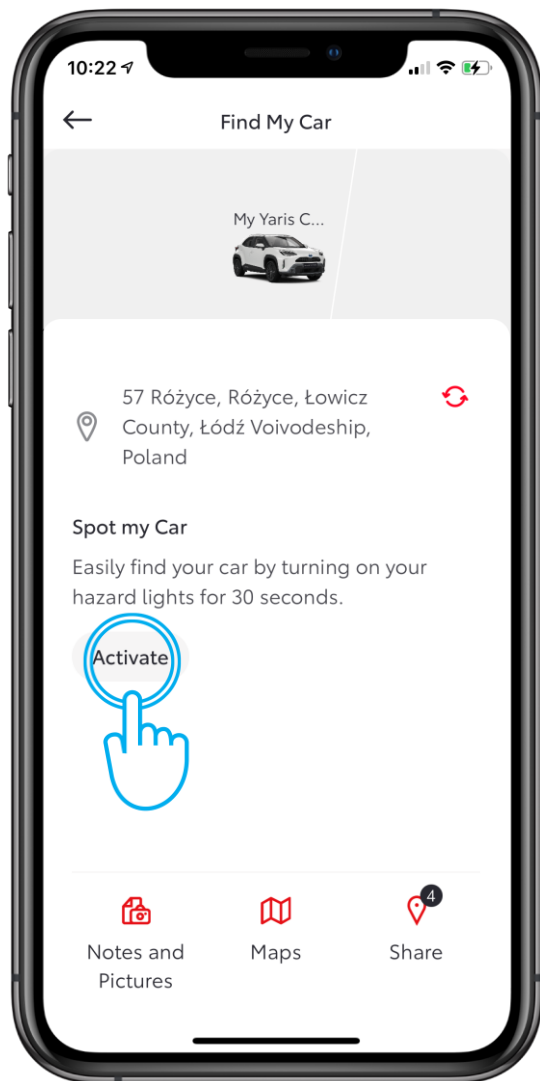 10:22
Find My Car
My Yaris C...
57 Różyce, Różyce, Łowicz
County, Łódź Voivodeship,
Poland
Spot my Car
Easily find your car by turning on your
hazard lights for 30 seconds.
Activate
4
Notes and
Pictures
Maps
Share